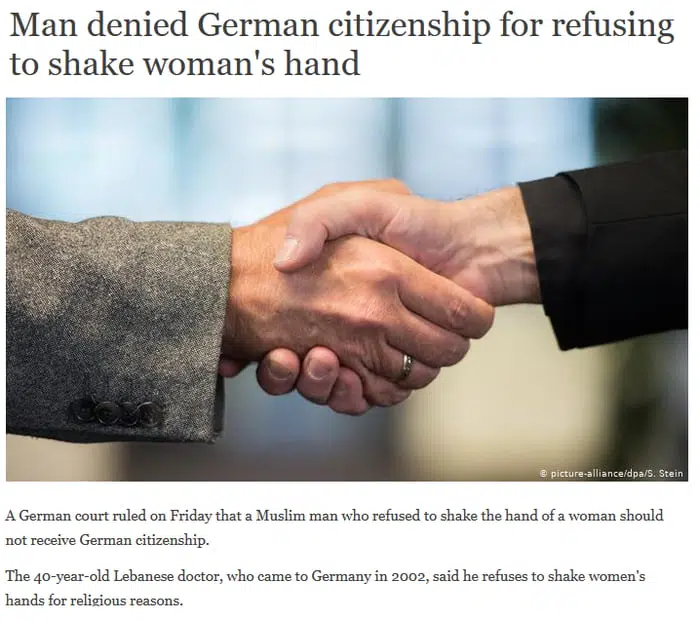 Man denied German citizenship for refusing
to shake woman's hand
© picture-alliance/dpa/S. Stein
A German court ruled on Friday that a Muslim man who refused to shake the hand of a woman should
not receive German citizenship.
The 40-year-old Lebanese doctor, who came to Germany in 2002, said he refuses to shake women's
hands for religious reasons.